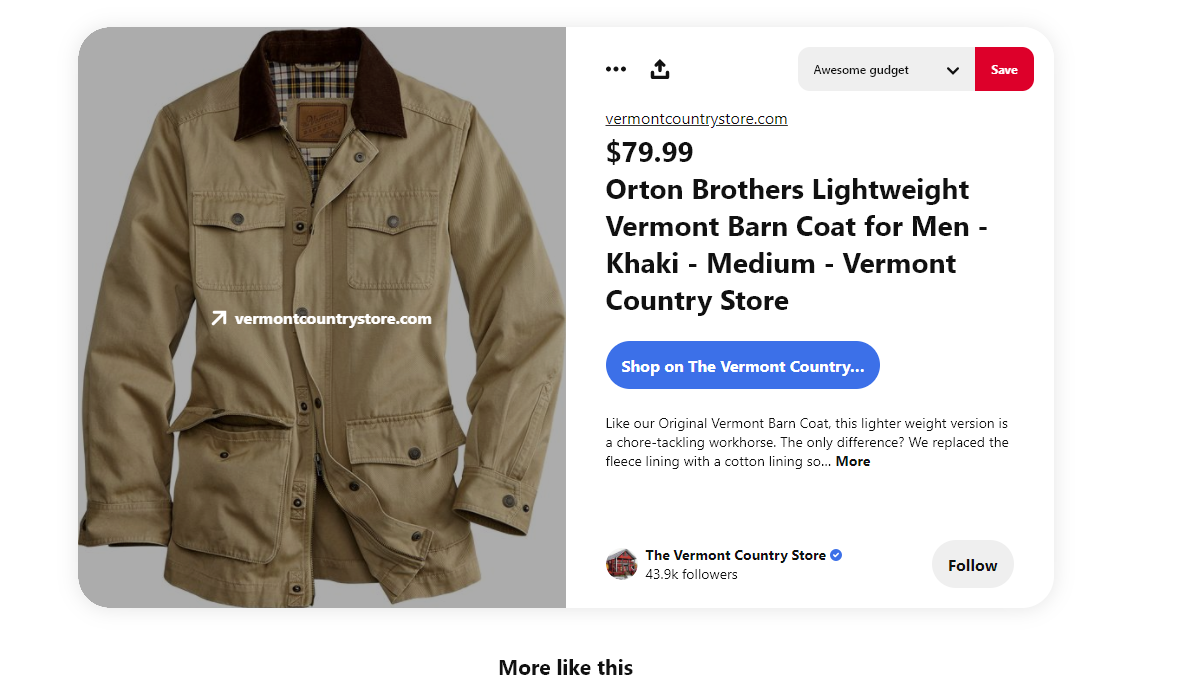 Awesome gudget
Save
vermontcountrystore.com
$79.99
Orton Brothers Lightweight
Vermont Barn Coat for Men -
Khaki - Medium - Vermont
Country Store
vermontcountrystore.com
Shop on The Vermont Country...
Like our Original Vermont Barn Coat, this lighter weight version is
a chore-tackling workhorse. The only difference? We replaced the
fleece lining with a cotton lining so... More
The Vermont Country Store
43.9k followers
Follow
More like this